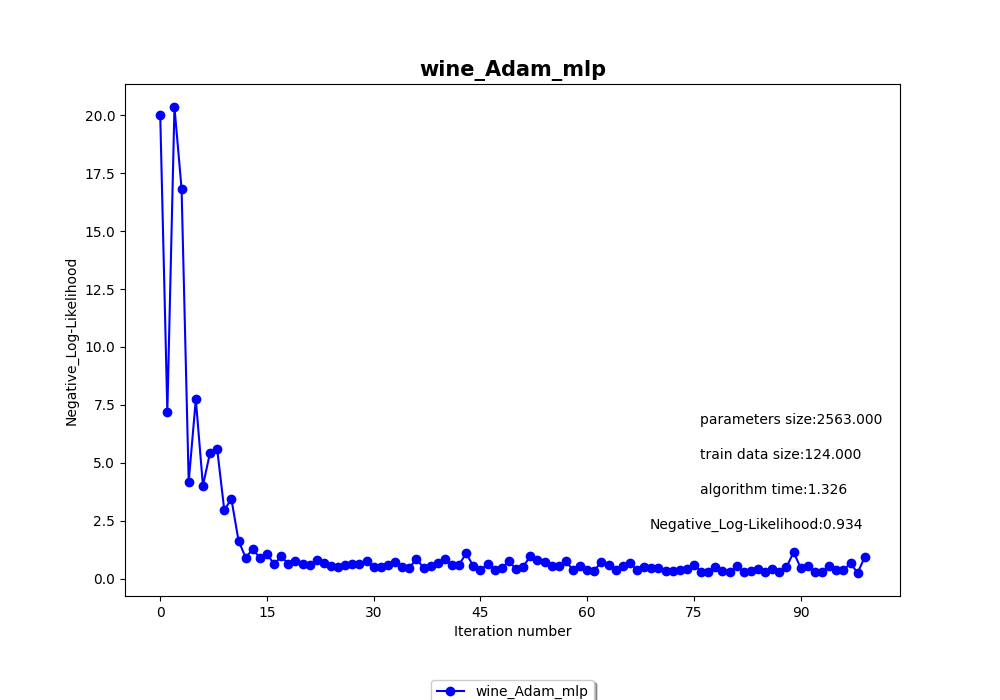 wine_Adam_mlp
20.0
17.5
15.0
12.5
10.0
7.5
5.0
2.5
0.0
Negative_Log-Likelihood
parameters size:2563.000
train data size:124.000
algorithm time:1.326
Negative_Log-Likelihood:0.934
0 15 30 45 60 75 90
Iteration number
wine_Adam_mlp